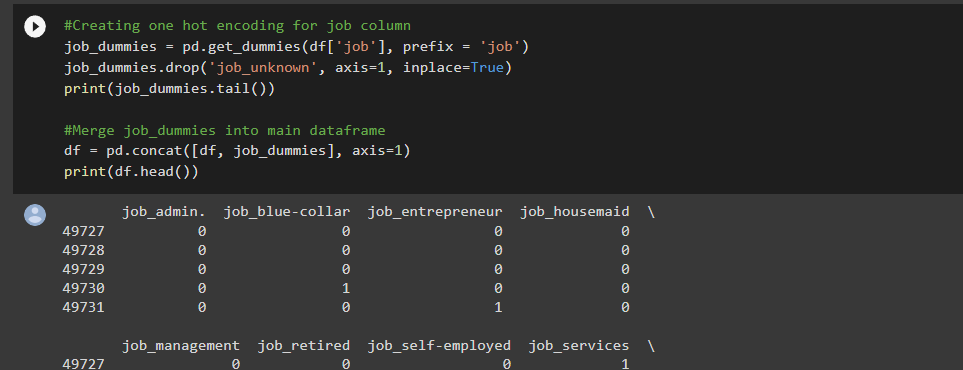 #Creating one hot encoding for job column
job_dummies = pd.get_dummies(df['job'], prefix = 'job')
job_dummies.drop('job_unknown', axis=1, inplace=True)
print(job_dummies.tail())
#Merge job_dummies into main dataframe
df = pd.concat([df, job_dummies], axis=1)
print(df.head())
job_admin. job_blue-collar job_entrepreneur job_housemaid \
49727 0 0 0 0
49728 0 0 0 0
49729 0 0 0 0
49730 0 1 0 0
49731 0 0 1 0
job_management job_retired job_self-employed job_services \
49727 0 0 0 1